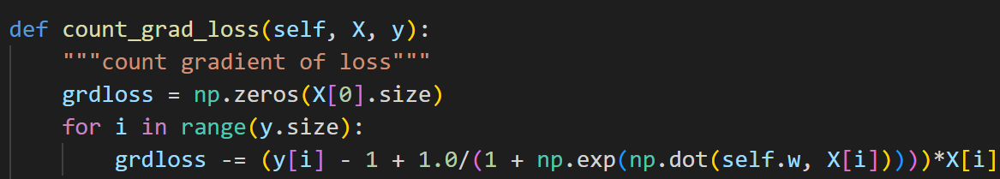 def count_grad_loss(self, X, y):
    """count gradient of loss"""
    grdloss = np.zeros(X[0].size)
    for i in range(y.size):
        grdloss -= (y[i] - 1 + 1.0/(1 + np.exp(np.dot(self.w, X[i]))))*X[i]